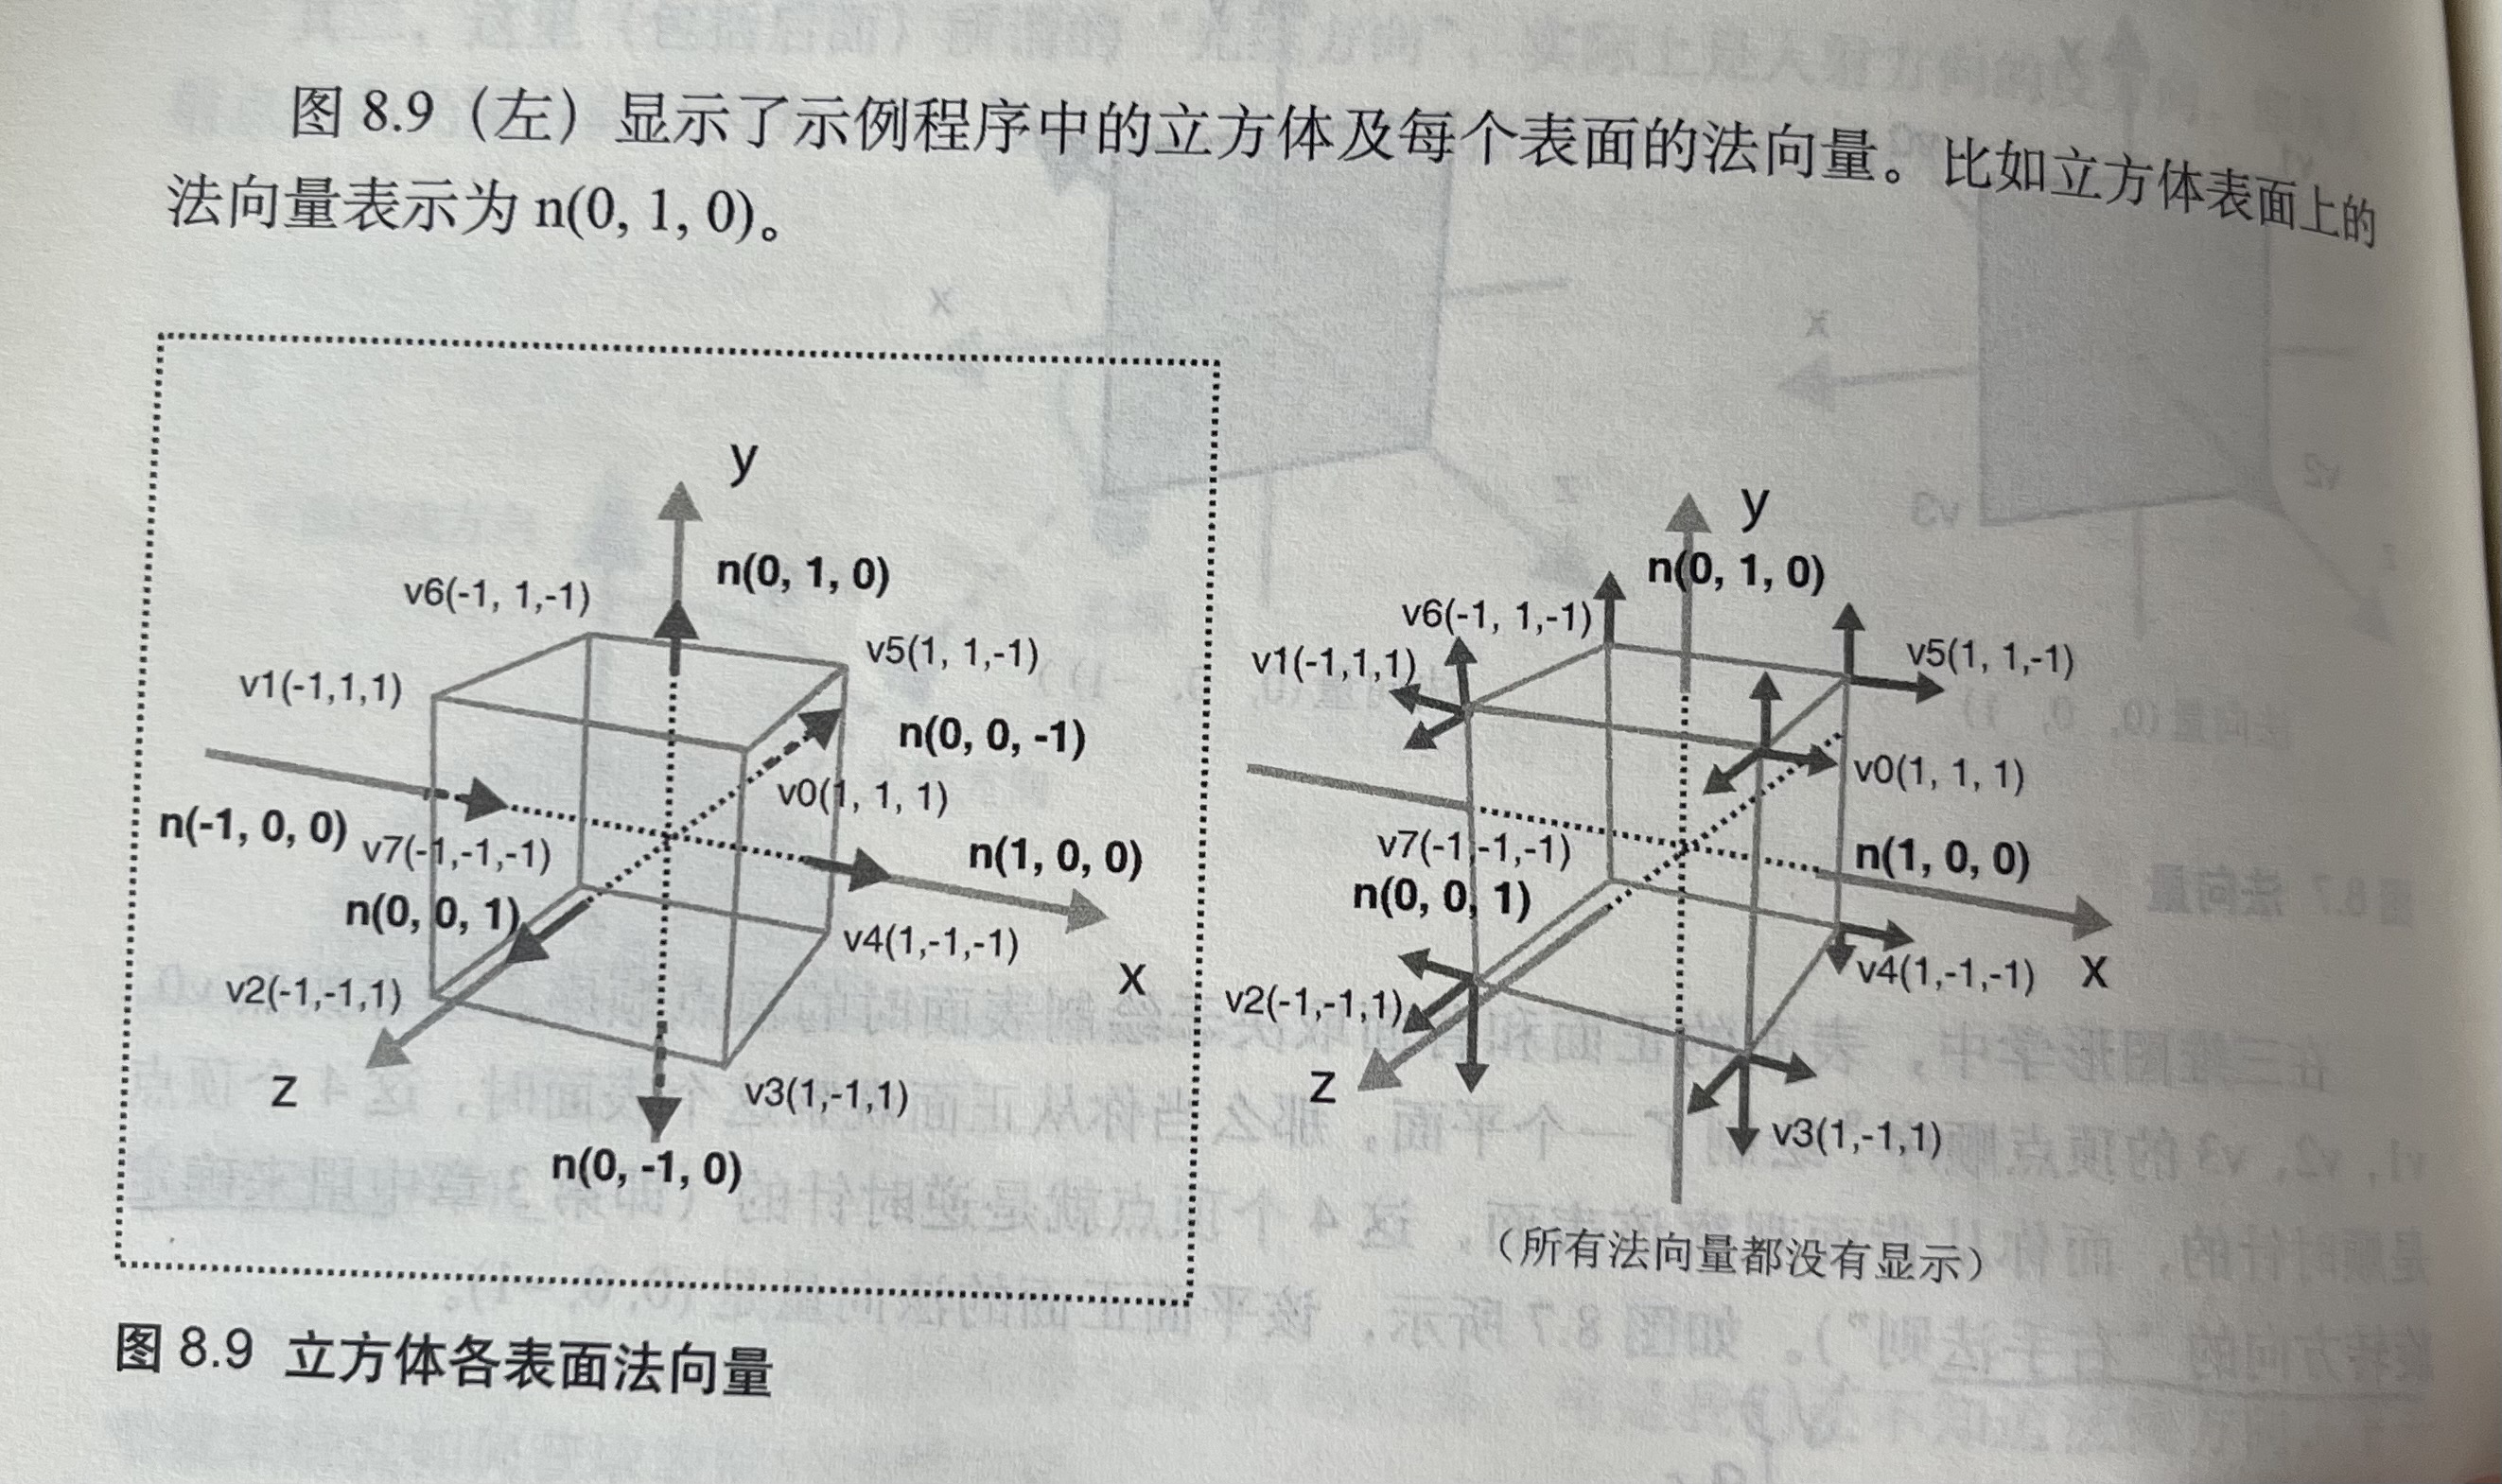 图 8.9（左）显示了示例程序中的立方体及每个表面的法向量。比如立方体表面上的
法向量表示为 n(0, 1, 0)。
y
n(0, 1, 0)
v6(-1, 1,-1)
v5(1, 1,-1)
v1(-1,1,1)
n(0, 0, -1)
v0(1, 1, 1)
n(-1, 0, 0)
v7(-1,-1,-1)
n(1, 0, 0)
n(0, 0, 1)
v4(1,-1,-1)
x
v2(-1,-1,1)
z
v3(1,-1,1)
n(0, -1, 0)
y
n(0, 1, 0)
v6(-1, 1,-1)
v1(-1,1,1)
v5(1, 1,-1)
v0(1, 1, 1)
v7(-1,-1,-1)
n(1, 0, 0)
n(0, 0, 1)
v4(1,-1,-1)
x
v2(-1,-1,1)
z
v3(1,-1,1)
（所有法向量都没有显示）
图 8.9 立方体各表面法向量